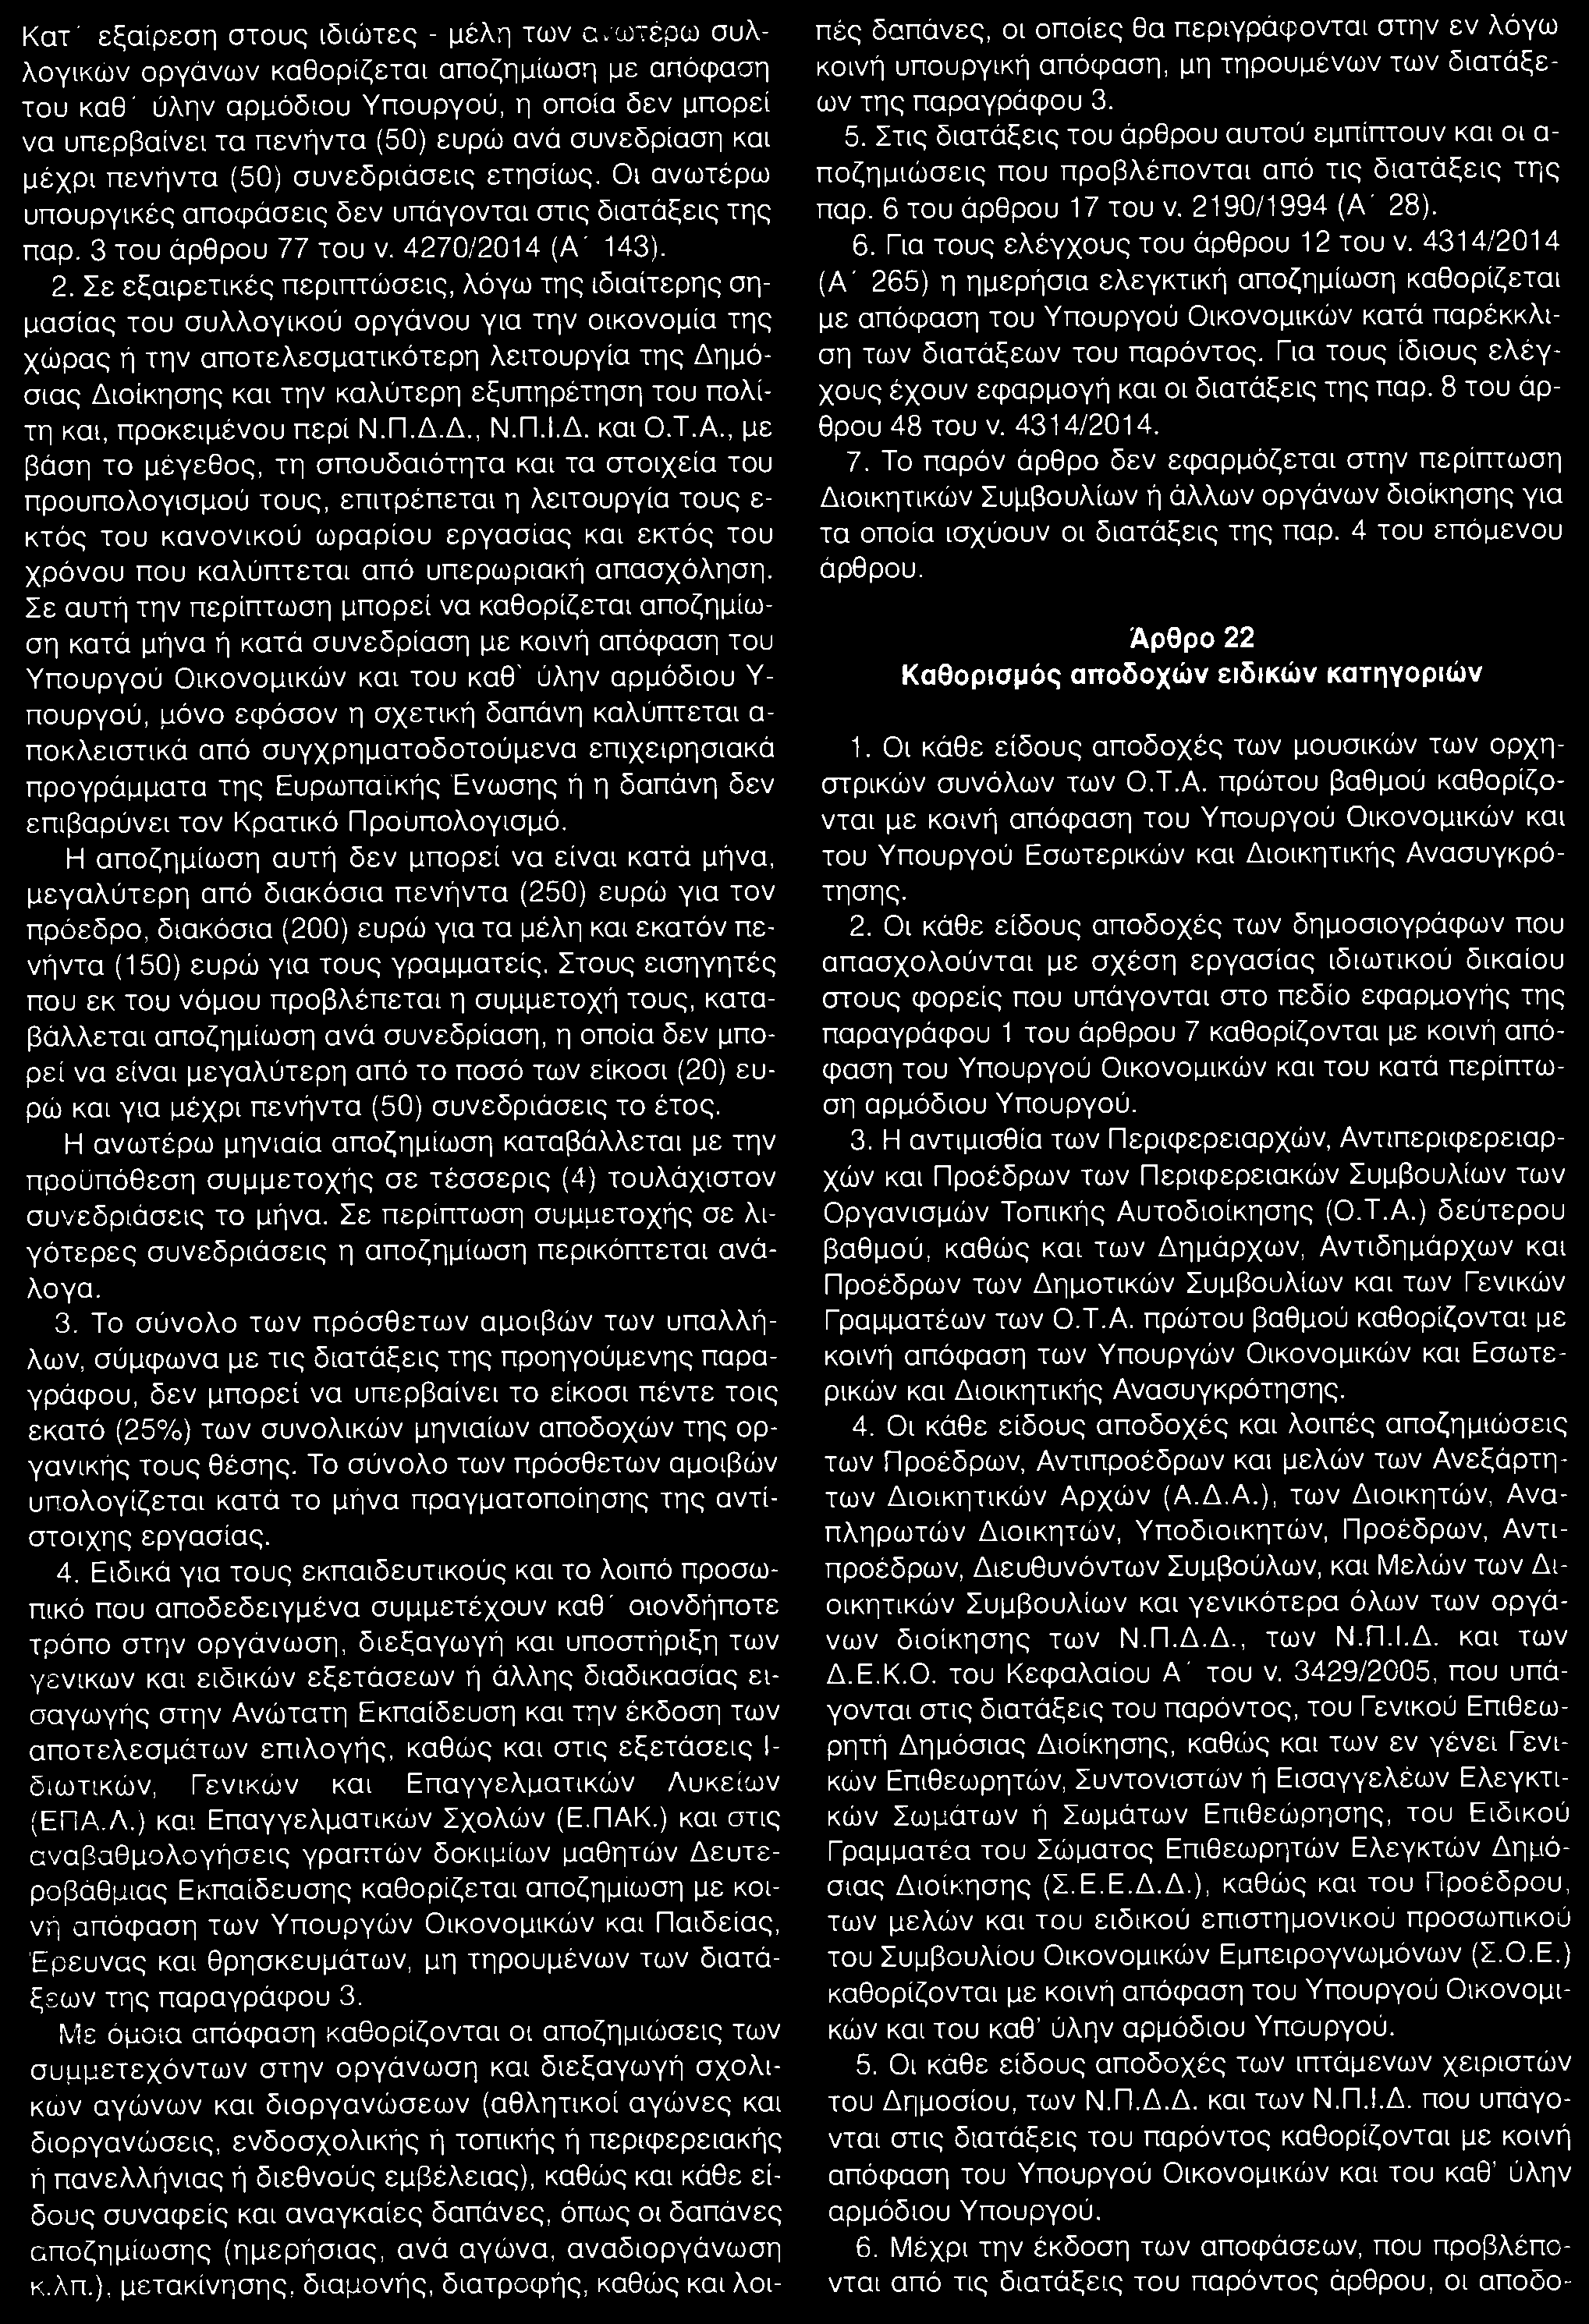 Κατ΄ εξαίρεση στους ιδιώτες - μέλη των ανωτέρω συλ-
λογικών οργάνων καθορίζεται αποζημίωση με απόφαση
του καθ΄ ύλην αρμόδιου Υπουργού, η οποία δεν μπορεί
να υπερβαίνει τα πενήντα (50) ευρώ ανά συνεδρίαση και
μέχρι πενήντα (50) συνεδριάσεις ετησίως. Οι ανωτέρω
υπουργικές αποφάσεις δεν υπάγονται στις διατάξεις της
παρ. 3 του άρθρου 77 του ν. 4270/2014 (Α΄ 143).
2. Σε εξαιρετικές περιπτώσεις, λόγω της ιδιαίτερης ση-
μασίας του συλλογικού οργάνου για την οικονομία της
χώρας ή την αποτελεσματικότερη λειτουργία της Δημό-
σιας Διοίκησης και την καλύτερη εξυπηρέτηση του πολί-
τη και, προκειμένου περί Ν.Π.Δ.Δ., Ν.Π.Ι.Δ. και Ο.Τ.Α., με
βάση το μέγεθος, τη σπουδαιότητα και τα στοιχεία του
προυπολογισμού τους, επιτρέπεται η λειτουργία τους ε-
κτός του κανονικού ωραρίου εργασίας και εκτός του
χρόνου που καλύπτεται από υπερωριακή απασχόληση.
Σε αυτή την περίπτωση μπορεί να καθορίζεται αποζημίω-
ση κατά μήνα ή κατά συνεδρίαση με κοινή απόφαση του
Υπουργού Οικονομικών και του καθ΄ ύλην αρμόδιου Υ-
πουργού, μόνο εφόσον η σχετική δαπάνη καλύπτεται α-
ποκλειστικά από συγχρηματοδοτούμενα επιχειρησιακά
προγράμματα της Ευρωπαϊκής Ένωσης ή η δαπάνη δεν
επιβαρύνει τον Κρατικό Προϋπολογισμό.
Η αποζημίωση αυτή δεν μπορεί να είναι κατά μήνα,
μεγαλύτερη από διακόσια πενήντα (250) ευρώ για τον
πρόεδρο, διακόσια (200) ευρώ για τα μέλη και εκατόν πε-
νήντα (150) ευρώ για τους γραμματείς. Στους εισηγητές
που εκ του νόμου προβλέπεται η συμμετοχή τους, κατα-
βάλλεται αποζημίωση ανά συνεδρίαση, η οποία δεν μπο-
ρεί να είναι μεγαλύτερη από το ποσό των είκοσι (20) ευ-
ρώ και για μέχρι πενήντα (50) συνεδριάσεις το έτος.
Η ανωτέρω μηνιαία αποζημίωση καταβάλλεται με την
προϋπόθεση συμμετοχής σε τέσσερις (4) τουλάχιστον
συνεδριάσεις το μήνα. Σε περίπτωση συμμετοχής σε λι-
γότερες συνεδριάσεις η αποζημίωση περικόπτεται ανά-
λογα.
3. Το σύνολο των πρόσθετων αμοιβών των υπαλλή-
λων, σύμφωνα με τις διατάξεις της προηγούμενης παρα-
γράφου, δεν μπορεί να υπερβαίνει το είκοσι πέντε τοις
εκατό (25%) των συνολικών μηνιαίων αποδοχών της ορ-
γανικής τους θέσης. Το σύνολο των πρόσθετων αμοιβών
υπολογίζεται κατά το μήνα πραγματοποίησης της αντί-
στοιχης εργασίας.
4. Ειδικά για τους εκπαιδευτικούς και το λοιπό προσω-
πικό που αποδεδειγμένα συμμετέχουν καθ΄ οιονδήποτε
τρόπο στην οργάνωση, διεξαγωγή και υποστήριξη των
γενικών και ειδικών εξετάσεων ή άλλης διαδικασίας ει-
σαγωγής στην Ανώτατη Εκπαίδευση και την έκδοση των
αποτελεσμάτων επιλογής, καθώς και στις εξετάσεις Ι-
διωτικών, Γενικών και Επαγγελματικών Λυκείων
(ΕΠΑ.Λ.) και Επαγγελματικών Σχολών (Ε.ΠΑΚ.) και στις
αναβαθμολογήσεις γραπτών δοκιμίων μαθητών Δευτε-
ροβάθμιας Εκπαίδευσης καθορίζεται αποζημίωση με κοι-
νή απόφαση των Υπουργών Οικονομικών και Παιδείας,
Έρευνας και Θρησκευμάτων, μη τηρουμένων των διατά-
ξεων της παραγράφου 3.
Με όμοια απόφαση καθορίζονται οι αποζημιώσεις των
συμμετεχόντων στην οργάνωση και διεξαγωγή σχολι-
κών αγώνων και διοργανώσεων (αθλητικοί αγώνες και
διοργανώσεις, ενδοσχολικής ή τοπικής ή περιφερειακής
ή πανελλήνιας ή διεθνούς εμβέλειας), καθώς και κάθε εί-
δους συναφείς και αναγκαίες δαπάνες, όπως οι δαπάνες
αποζημίωσης (ημερήσιας, ανά αγώνα, αναδιοργάνωση
κ.λπ.), μετακίνησης, διαμονής, διατροφής, καθώς και λοι-
πές δαπάνες, οι οποίες θα περιγράφονται στην εν λόγω
κοινή υπουργική απόφαση, μη τηρουμένων των διατάξε-
ων της παραγράφου 3.
5. Στις διατάξεις του άρθρου αυτού εμπίπτουν και οι α-
ποζημιώσεις που προβλέπονται από τις διατάξεις της
παρ. 6 του άρθρου 17 του ν. 2190/1994 (Α΄ 28).
6. Για τους ελέγχους του άρθρου 12 του ν. 4314/2014
(Α΄ 265) η ημερήσια ελεγκτική αποζημίωση καθορίζεται
με απόφαση του Υπουργού Οικονομικών κατά παρέκκλι-
ση των διατάξεων του παρόντος. Για τους ίδιους ελέγ-
χους έχουν εφαρμογή και οι διατάξεις της παρ. 8 του άρ-
θρου 48 του ν. 4314/2014.
7. Το παρόν άρθρο δεν εφαρμόζεται στην περίπτωση
Διοικητικών Συμβουλίων ή άλλων οργάνων διοίκησης για
τα οποία ισχύουν οι διατάξεις της παρ. 4 του επόμενου
άρθρου.
Άρθρο 22
Καθορισμός αποδοχών ειδικών κατηγοριών
1. Οι κάθε είδους αποδοχές των μουσικών των ορχη-
στρικών συνόλων των Ο.Τ.Α. πρώτου βαθμού καθορίζο-
νται με κοινή απόφαση του Υπουργού Οικονομικών και
του Υπουργού Εσωτερικών και Διοικητικής Ανασυγκρό-
τησης.
2. Οι κάθε είδους αποδοχές των δημοσιογράφων που
απασχολούνται με σχέση εργασίας ιδιωτικού δικαίου
στους φορείς που υπάγονται στο πεδίο εφαρμογής της
παραγράφου 1 του άρθρου 7 καθορίζονται με κοινή από-
φαση του Υπουργού Οικονομικών και του κατά περίπτω-
ση αρμόδιου Υπουργού.
3. Η αντιμισθία των Περιφερειαρχών, Αντιπεριφερειαρ-
χών και Προέδρων των Περιφερειακών Συμβουλίων των
Οργανισμών Τοπικής Αυτοδιοίκησης (Ο.Τ.Α.) δεύτερου
βαθμού, καθώς και των Δημάρχων, Αντιδημάρχων και
Προέδρων των Δημοτικών Συμβουλίων και των Γενικών
Γραμματέων των Ο.Τ.Α. πρώτου βαθμού καθορίζονται με
κοινή απόφαση των Υπουργών Οικονομικών και Εσωτε-
ρικών και Διοικητικής Ανασυγκρότησης.
4. Οι κάθε είδους αποδοχές και λοιπές αποζημιώσεις
των Προέδρων, Αντιπροέδρων και μελών των Ανεξάρτη-
των Διοικητικών Αρχών (Α.Δ.Α.), των Διοικητών, Ανα-
πληρωτών Διοικητών, Υποδιοικητών, Προέδρων, Αντι-
προέδρων, Διευθυνόντων Συμβούλων, και Μελών των Δι-
οικητικών Συμβουλίων και γενικότερα όλων των οργά-
νων διοίκησης των Ν.Π.Δ.Δ., των Ν.Π.Ι.Δ. και των
Δ.Ε.Κ.Ο. του Κεφαλαίου Α΄ του ν. 3429/2005, που υπά-
γονται στις διατάξεις του παρόντος, του Γενικού Επιθεω-
ρητή Δημόσιας Διοίκησης, καθώς και των εν γένει Γενι-
κών Επιθεωρητών, Συντονιστών ή Εισαγγελέων Ελεγκτι-
κών Σωμάτων ή Σωμάτων Επιθεώρησης, του Ειδικού
Γραμματέα του Σώματος Επιθεωρητών Ελεγκτών Δημό-
σιας Διοίκησης (Σ.Ε.Ε.Δ.Δ.), καθώς και του Προέδρου,
των μελών και του ειδικού επιστημονικού προσωπικού
του Συμβουλίου Οικονομικών Εμπειρογνωμόνων (Σ.Ο.Ε.)
καθορίζονται με κοινή απόφαση του Υπουργού Οικονομι-
κών και του καθ’ ύλην αρμόδιου Υπουργού.
5. Οι κάθε είδους αποδοχές των ιπτάμενων χειριστών
του Δημοσίου, των Ν.Π.Δ.Δ. και των Ν.Π.Ι.Δ. που υπάγο-
νται στις διατάξεις του παρόντος καθορίζονται με κοινή
απόφαση του Υπουργού Οικονομικών και του καθ’ ύλην
αρμόδιου Υπουργού.
6. Μέχρι την έκδοση των αποφάσεων, που προβλέπο-
νται από τις διατάξεις του παρόντος άρθρου, οι αποδο-